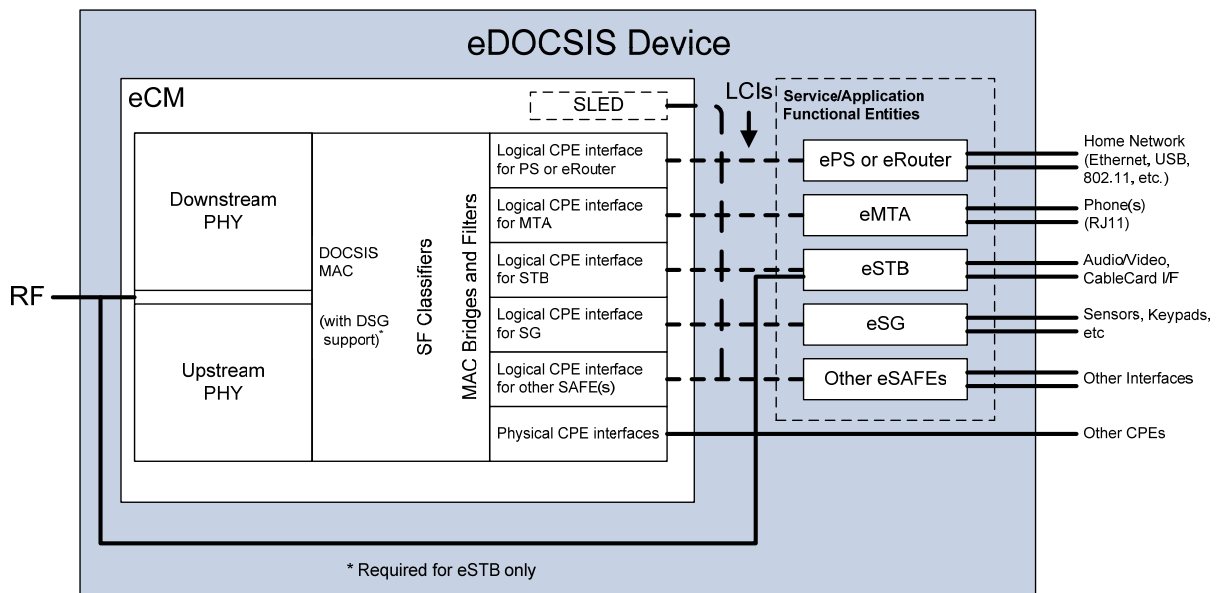 eDOCSIS Device
eCM
SLED
LCIs
Service/Application
Functional Entities
Downstream
PHY
Upstream
PHY
DOCSIS
MAC
(with DSG
support)*
SF Classifiers
MAC Bridges and Filters
Logical CPE interface
for PS or eRouter
Logical CPE interface
for MTA
Logical CPE interface
for STB
Logical CPE interface
for SG
Logical CPE interface
for other SAFE(s)
Physical CPE interfaces
ePS or eRouter
eMTA
eSTB
eSG
Other eSAFEs
Home Network
(Ethernet, USB,
802.11, etc.)
Phone(s)
(RJ11)
Audio/Video,
CableCard I/F
Sensors, Keypads,
etc
Other Interfaces
Other CPEs
RF
* Required for eSTB only